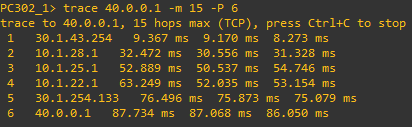 PC302_1> trace 40.0.0.1 -m 15 -P 6
trace to 40.0.0.1, 15 hops max (TCP), press Ctrl+C to stop
1 30.1.43.254 9.367 ms 9.170 ms 8.273 ms
2 10.1.28.1 32.472 ms 30.556 ms 31.328 ms
3 10.1.25.1 52.889 ms 50.537 ms 54.746 ms
4 10.1.22.1 63.249 ms 52.035 ms 53.154 ms
5 30.1.254.133 76.496 ms 75.873 ms 75.079 ms
6 40.0.0.1 87.734 ms 87.068 ms 86.050 ms